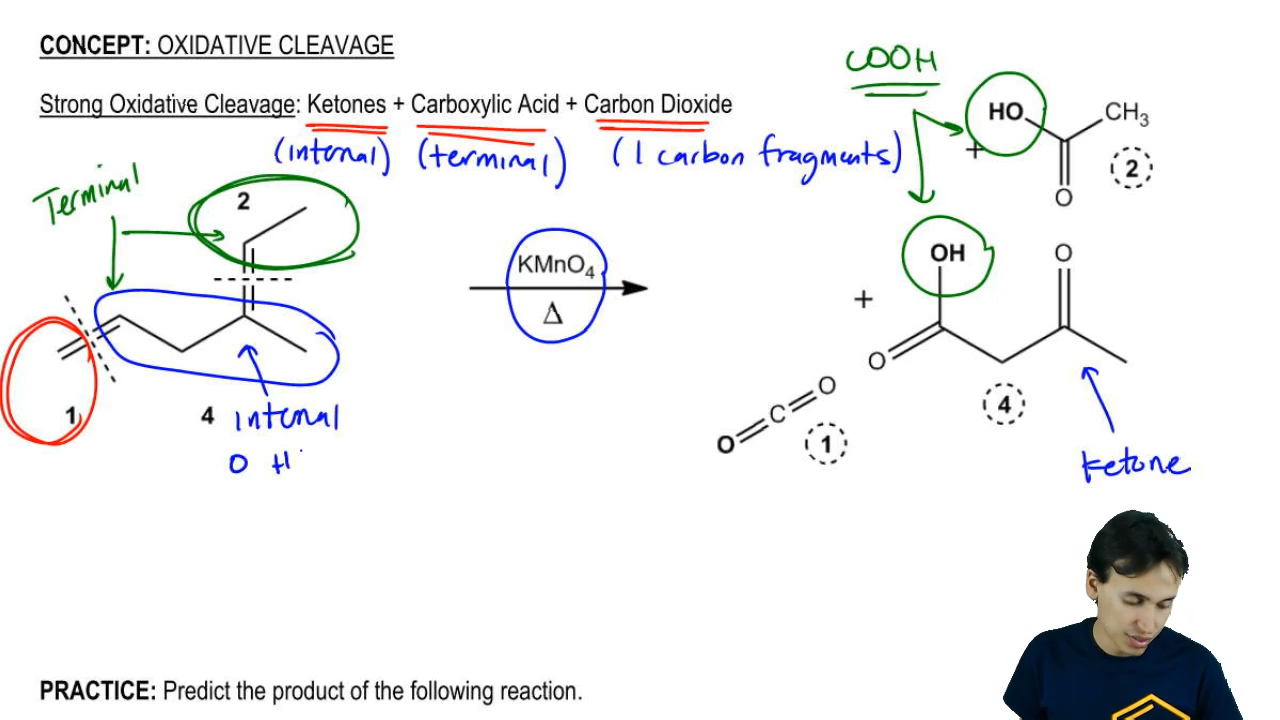 CONCEPT: OXIDATIVE CLEAVAGE
COOH
Strong Oxidative Cleavage: Ketones + Carboxylic Acid + Carbon Dioxide
(internal) (terminal) (1 carbon fragments)
HO
CH3
+
O
2
Terminal
2
KMnO4
Δ
OH
O
+
O
4
1
4
internal
O H
O=C=O
1
Ketone
PRACTICE: Predict the product of the following reaction.